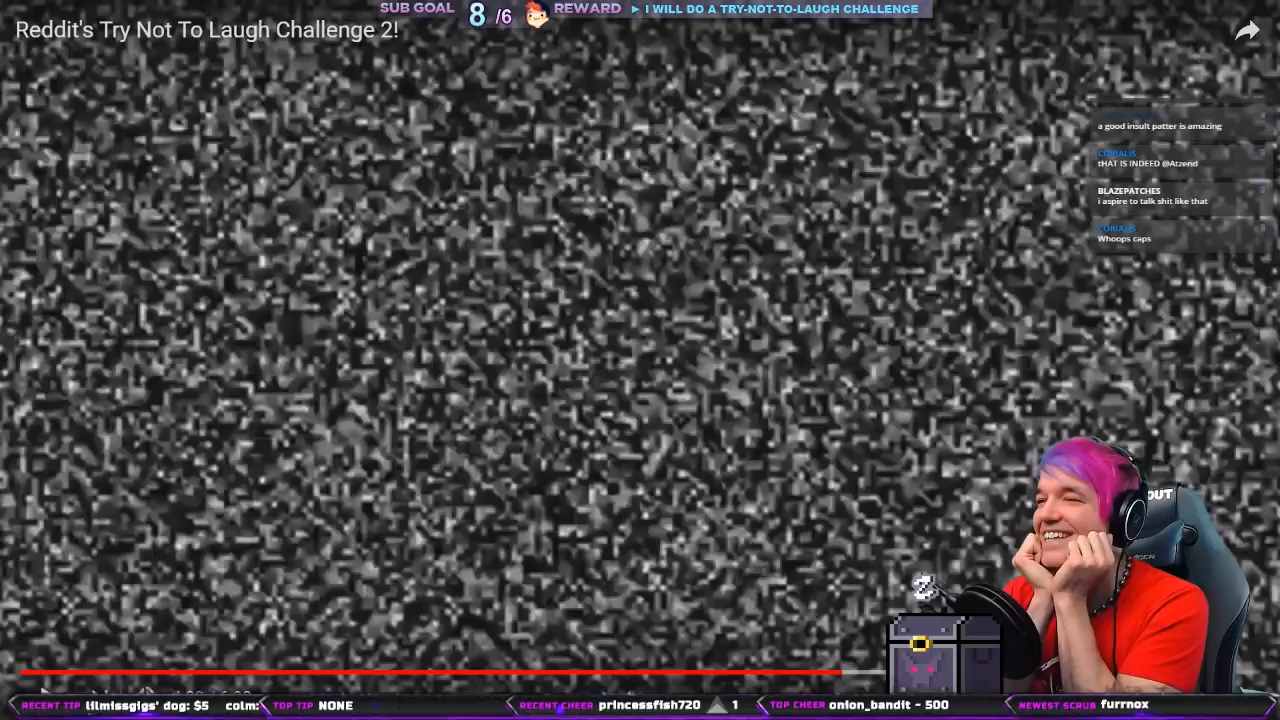 SUB GOAL 8 /6 REWARD ► I WILL DO A TRY-NOT-TO-LAUGH CHALLENGE
Reddit's Try Not To Laugh Challenge 2!
a good insult patter is amazing
CORIALIS
tHAT IS INDEED @Atzend
BLAZEPATCHES
i aspire to talk shit like that
CORIALIS
Whoops caps
OUT
RECENT TIP lilmissgigs' dog: $5 colm: TOP TIP NONE RECENT CHEER princessfish720 1 TOP CHEER onion_bandit - 500 NEWEST SCRUB furrnox